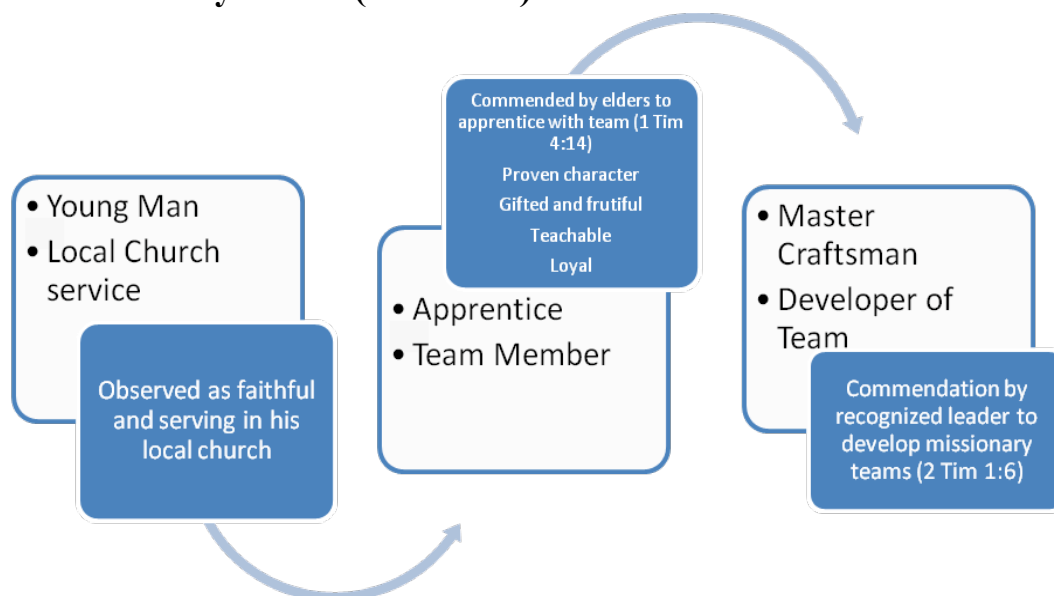 • Young Man
• Local Church
service
Observed as faithful
and serving in his
local church
Commended by elders to
apprentice with team (1 Tim
4:14)
Proven character
Gifted and frutiful
Teachable
Loyal
• Apprentice
• Team Member
• Master
Craftsman
• Developer of
Team
Commendation by
recognized leader to
develop missionary
teams (2 Tim 1:6)